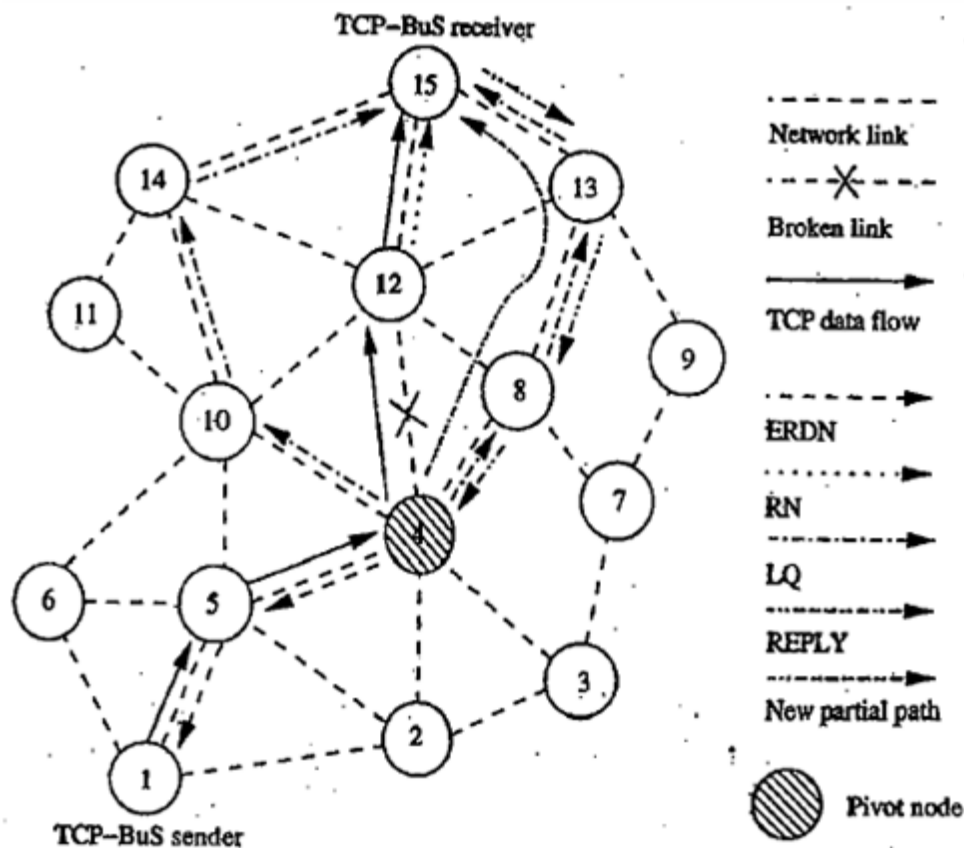 TCP-BuS receiver
15
14
13
12
11
10
9
8
7
6
5
4
3
2
1
TCP-BuS sender
Network link
Broken link
TCP data flow
ERDN
RN
LQ
REPLY
New partial path
Pivot node